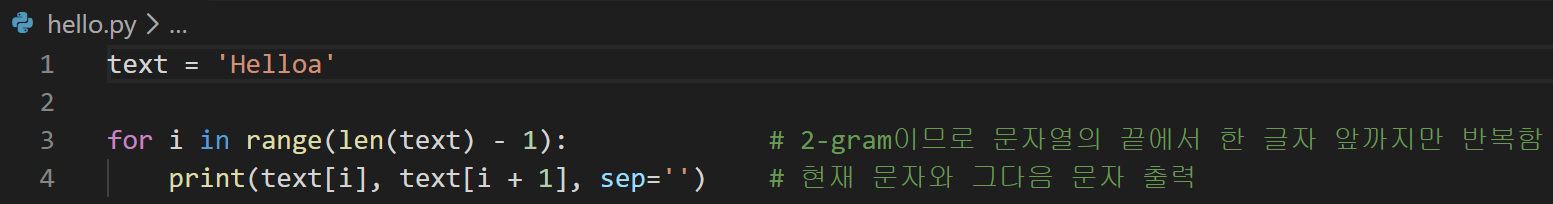 hello.py > ...
1 text = 'Helloa'
2
3 for i in range(len(text) - 1):             # 2-gram이므로 문자열의 끝에서 한 글자 앞까지만 반복함
4     print(text[i], text[i + 1], sep='')    # 현재 문자와 그다음 문자 출력